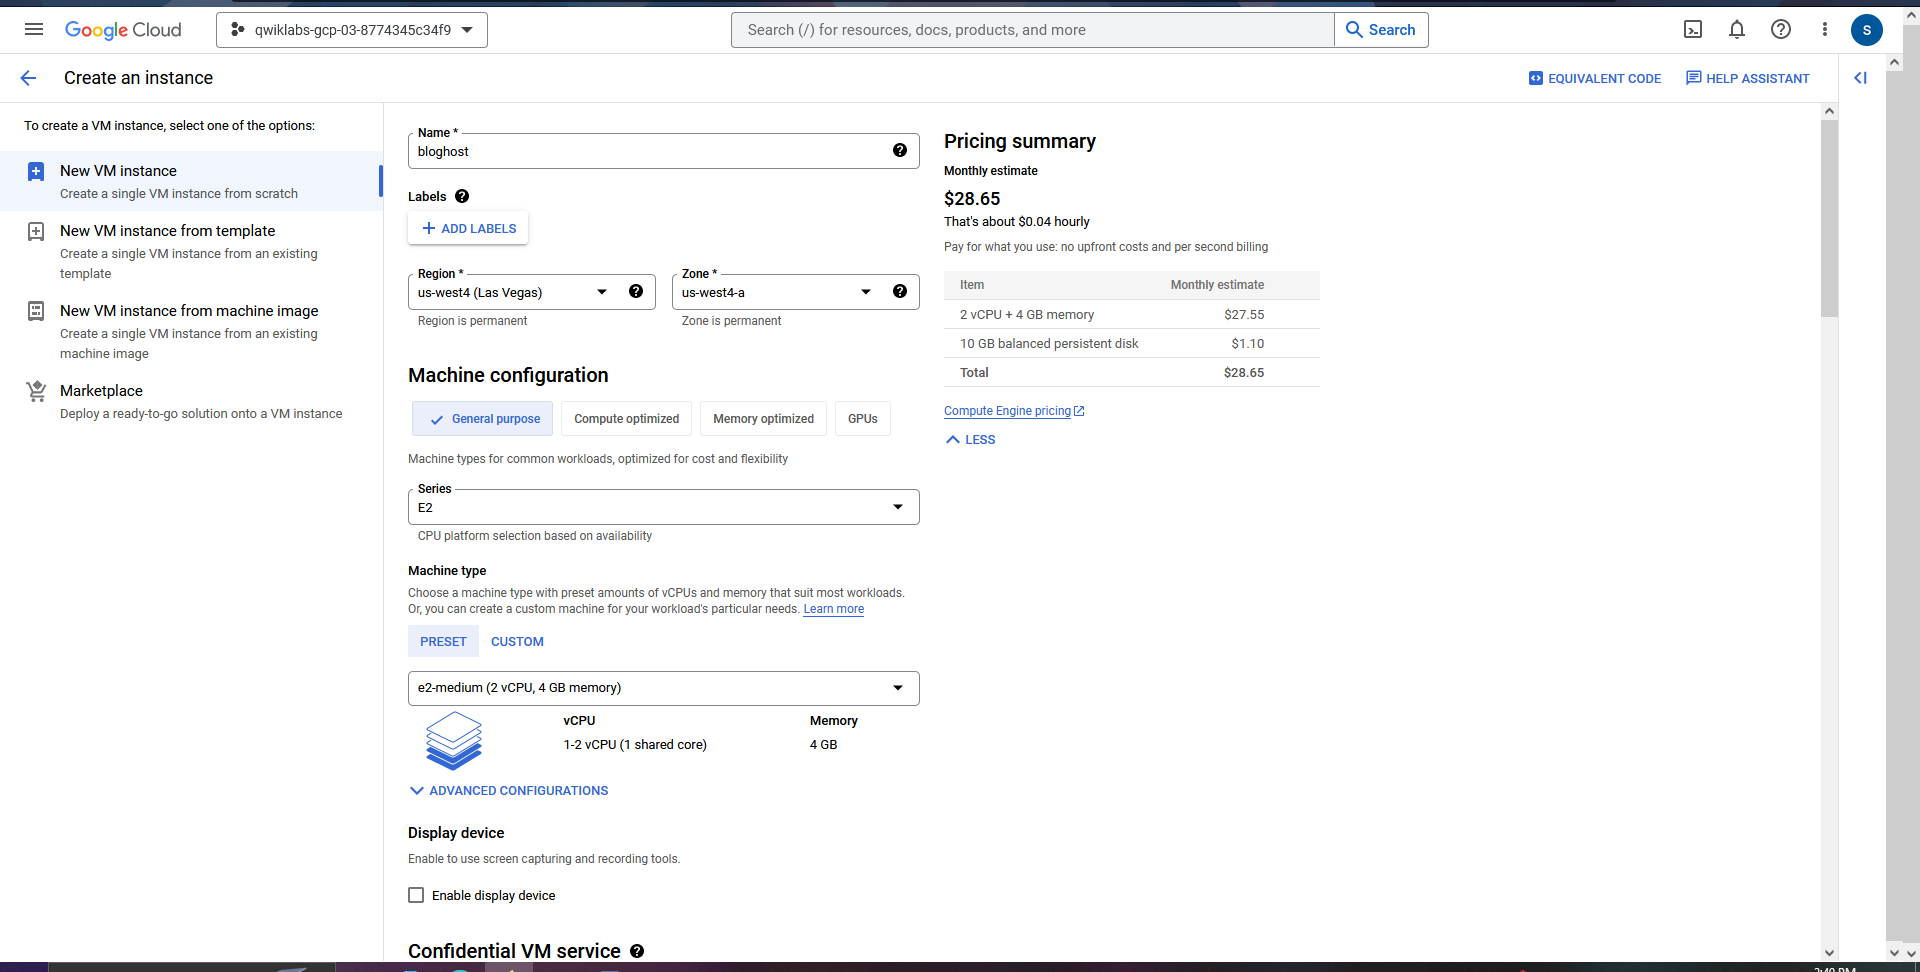 Google Cloud
qwiklabs-gcp-03-8774345c34f9
Search (/) for resources, docs, products, and more
Search
S
Create an instance
EQUIVALENT CODE
HELP ASSISTANT
To create a VM instance, select one of the options:
New VM instance
Create a single VM instance from scratch
New VM instance from template
Create a single VM instance from an existing
template
New VM instance from machine image
Create a single VM instance from an existing
machine image
Marketplace
Deploy a ready-to-go solution onto a VM instance
Name *
bloghost
Labels
ADD LABELS
Region *
us-west4 (Las Vegas)
Region is permanent
Zone *
us-west4-a
Zone is permanent
Machine configuration
General purpose
Compute optimized
Memory optimized
GPUs
Machine types for common workloads, optimized for cost and flexibility
Series
E2
CPU platform selection based on availability
Machine type
Choose a machine type with preset amounts of vCPUs and memory that suit most workloads.
Or, you can create a custom machine for your workload's particular needs. Learn more
PRESET
CUSTOM
e2-medium (2 vCPU, 4 GB memory)
vCPU
1-2 vCPU (1 shared core)
Memory
4 GB
ADVANCED CONFIGURATIONS
Display device
Enable to use screen capturing and recording tools.
Enable display device
Confidential VM service
Pricing summary
Monthly estimate
$28.65
That's about $0.04 hourly
Pay for what you use: no upfront costs and per second billing
Item Monthly estimate
2 vCPU + 4 GB memory $27.55
10 GB balanced persistent disk $1.10
Total $28.65
Compute Engine pricing
LESS